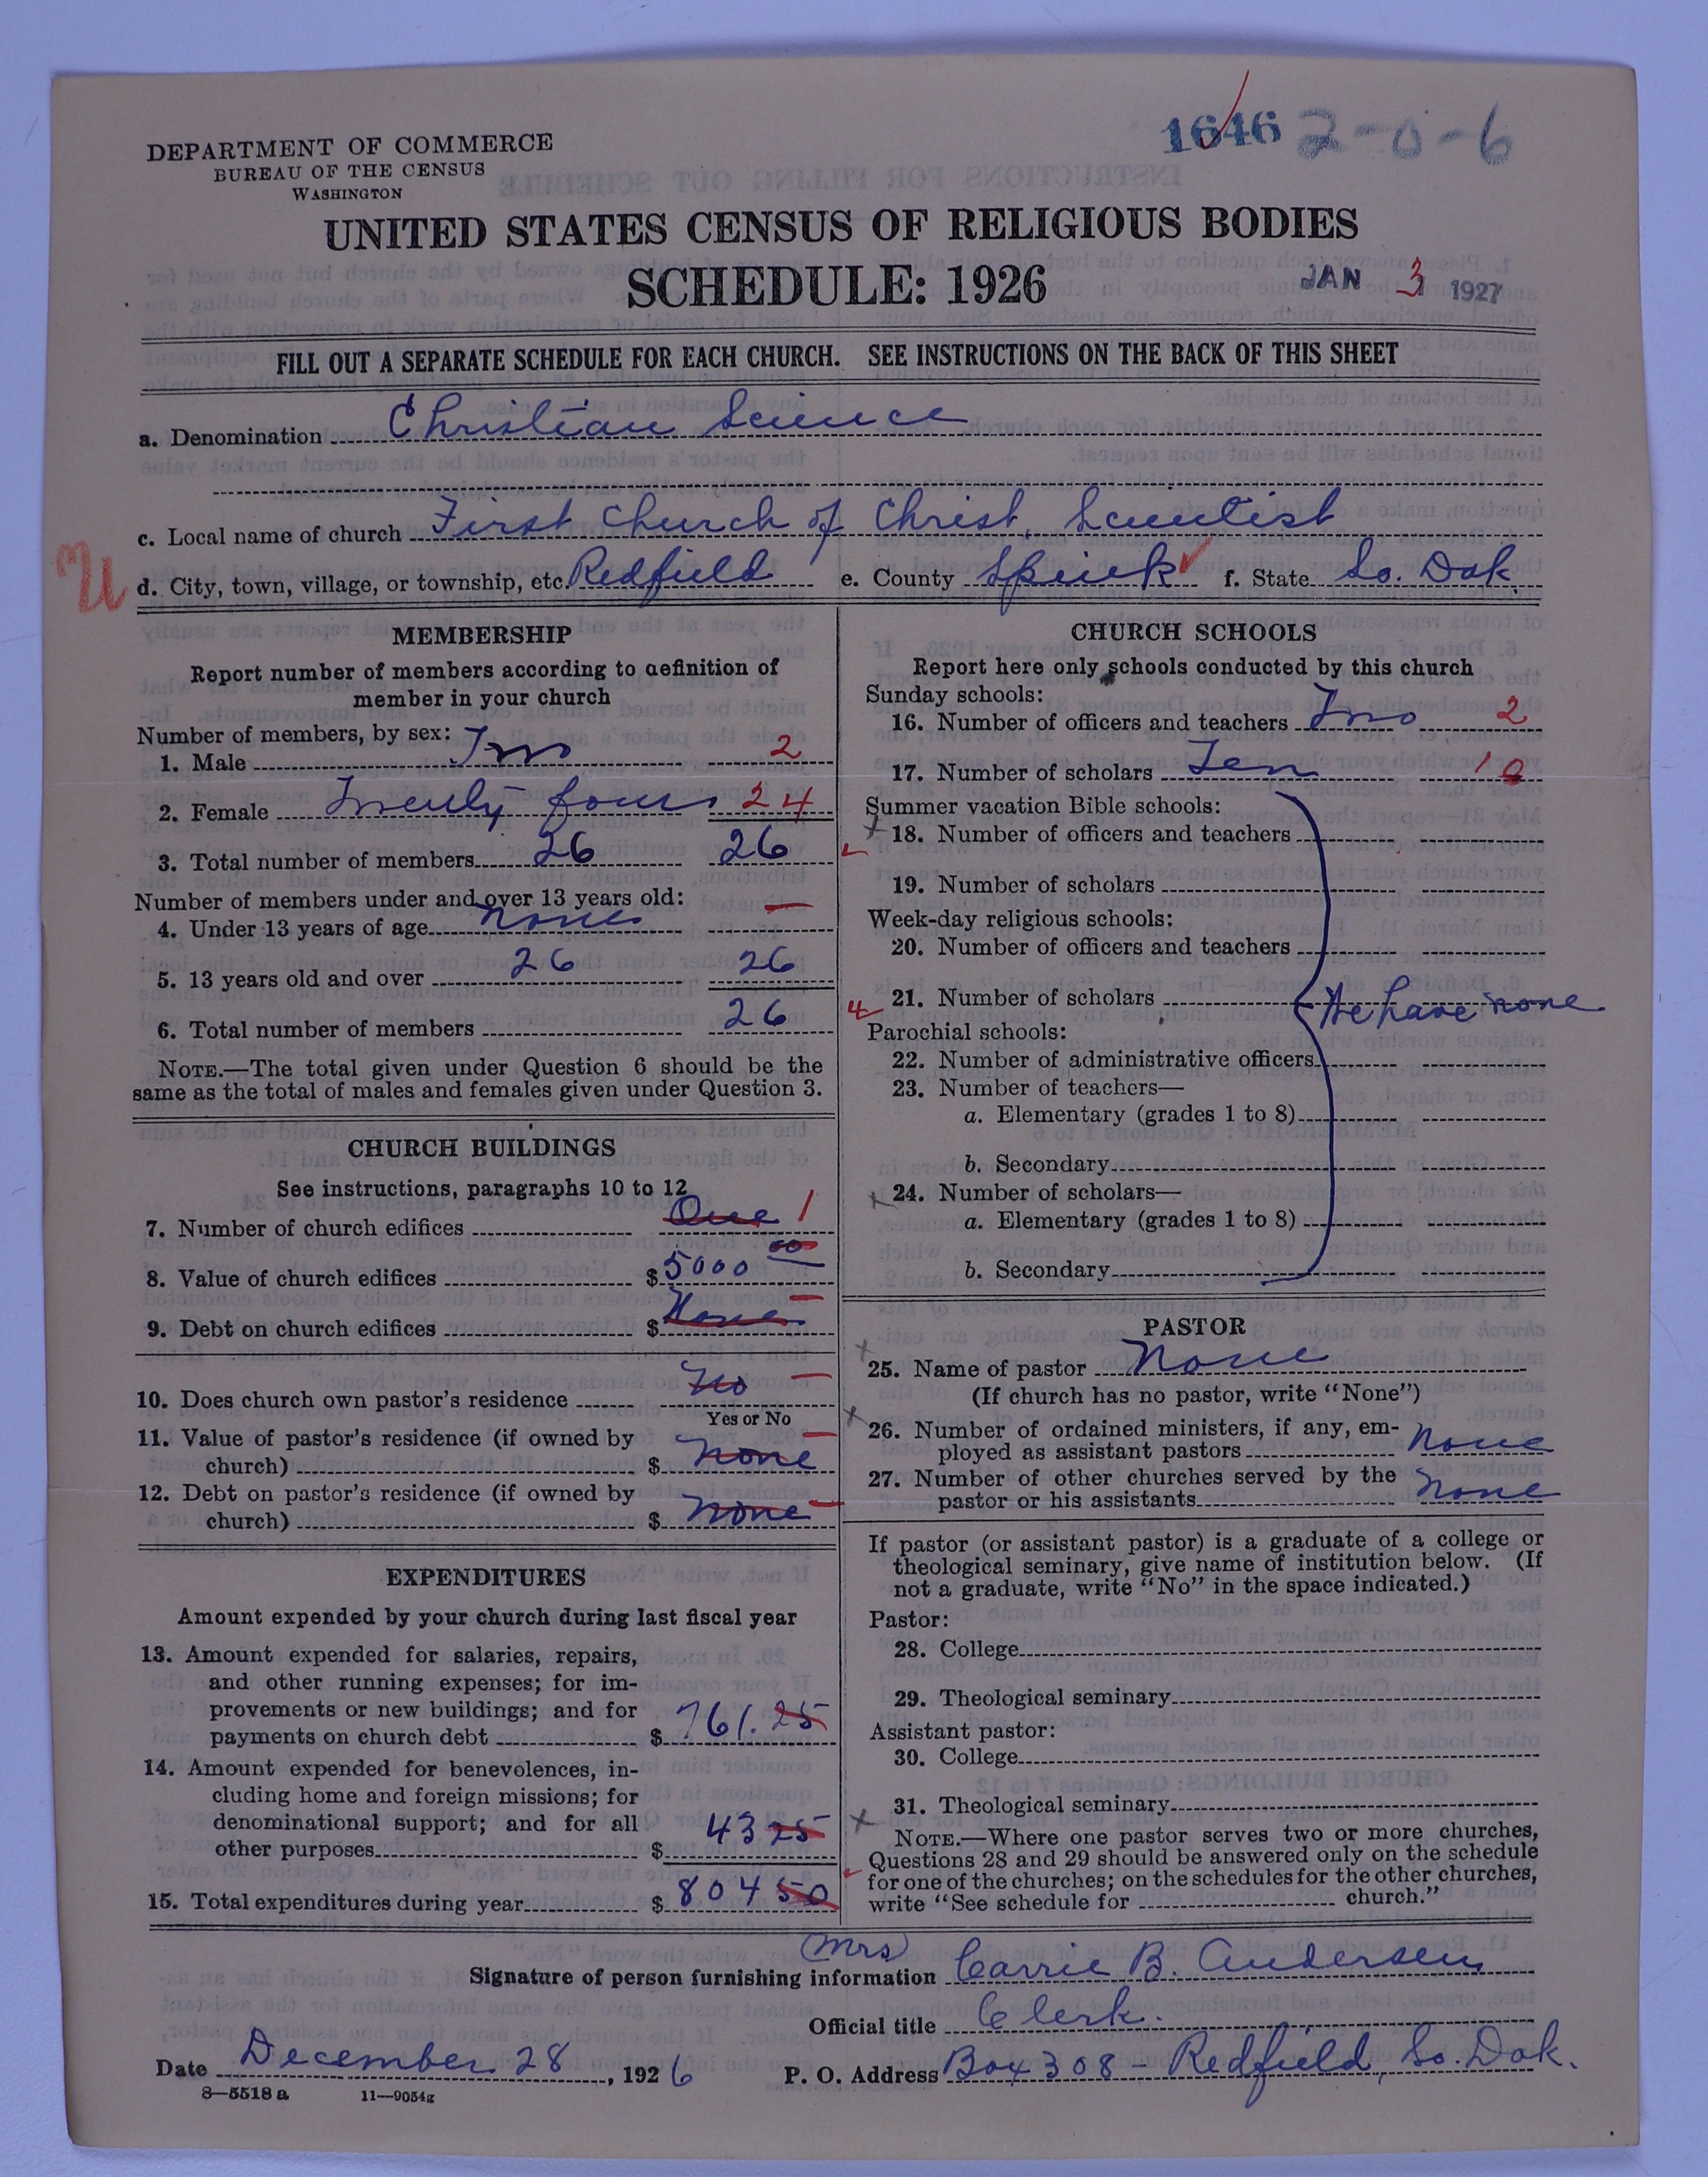 1646 2-0-6
DEPARTMENT OF COMMERCE
BUREAU OF THE CENSUS
WASHINGTON
UNITED STATES CENSUS OF RELIGIOUS BODIES
SCHEDULE: 1926
JAN 3 1927
FILL OUT A SEPARATE SCHEDULE FOR EACH CHURCH. SEE INSTRUCTIONS ON THE BACK OF THIS SHEET
a. Denomination Christian Science
c. Local name of church First Church of Christ, Scientist
U
d. City, town, village, or township, etc. Redfield e. County Spink f. State So. Dak
MEMBERSHIP
Report number of members according to definition of
member in your church
Number of members, by sex:
1. Male Two 2
2. Female Twenty four 24
3. Total number of members 26 26
Number of members under and over 13 years old:
4. Under 13 years of age none —
5. 13 years old and over 26 26
6. Total number of members 26
NOTE.—The total given under Question 6 should be the
same as the total of males and females given under Question 3.
CHURCH BUILDINGS
See instructions, paragraphs 10 to 12
7. Number of church edifices One 1
8. Value of church edifices $ 5000 00
9. Debt on church edifices $ None —
10. Does church own pastor's residence No —
Yes or No
11. Value of pastor's residence (if owned by
church) $ none —
12. Debt on pastor's residence (if owned by
church) $ none —
EXPENDITURES
Amount expended by your church during last fiscal year
13. Amount expended for salaries, repairs,
and other running expenses; for im-
provements or new buildings; and for
payments on church debt $ 761.25
14. Amount expended for benevolences, in-
cluding home and foreign missions; for
denominational support; and for all
other purposes $ 43 25
15. Total expenditures during year $ 804 50
CHURCH SCHOOLS
Report here only schools conducted by this church
Sunday schools:
16. Number of officers and teachers Two 2
17. Number of scholars Ten 10
Summer vacation Bible schools:
18. Number of officers and teachers
19. Number of scholars
Week-day religious schools:
20. Number of officers and teachers
21. Number of scholars We have none
Parochial schools:
22. Number of administrative officers
23. Number of teachers—
a. Elementary (grades 1 to 8)
b. Secondary
24. Number of scholars—
a. Elementary (grades 1 to 8)
b. Secondary
PASTOR
25. Name of pastor None
(If church has no pastor, write "None")
26. Number of ordained ministers, if any, em-
ployed as assistant pastors none
27. Number of other churches served by the
pastor or his assistants none
If pastor (or assistant pastor) is a graduate of a college or
theological seminary, give name of institution below. (If
not a graduate, write "No" in the space indicated.)
Pastor:
28. College
29. Theological seminary
Assistant pastor:
30. College
31. Theological seminary
NOTE.—Where one pastor serves two or more churches,
Questions 28 and 29 should be answered only on the schedule
for one of the churches; on the schedules for the other churches,
write "See schedule for church."
Signature of person furnishing information Mrs Carrie B. Andersen
Official title Clerk.
Date December 28, 1926 P. O. Address Box 308 - Redfield, So. Dak.
8—5518 a 11—9054g